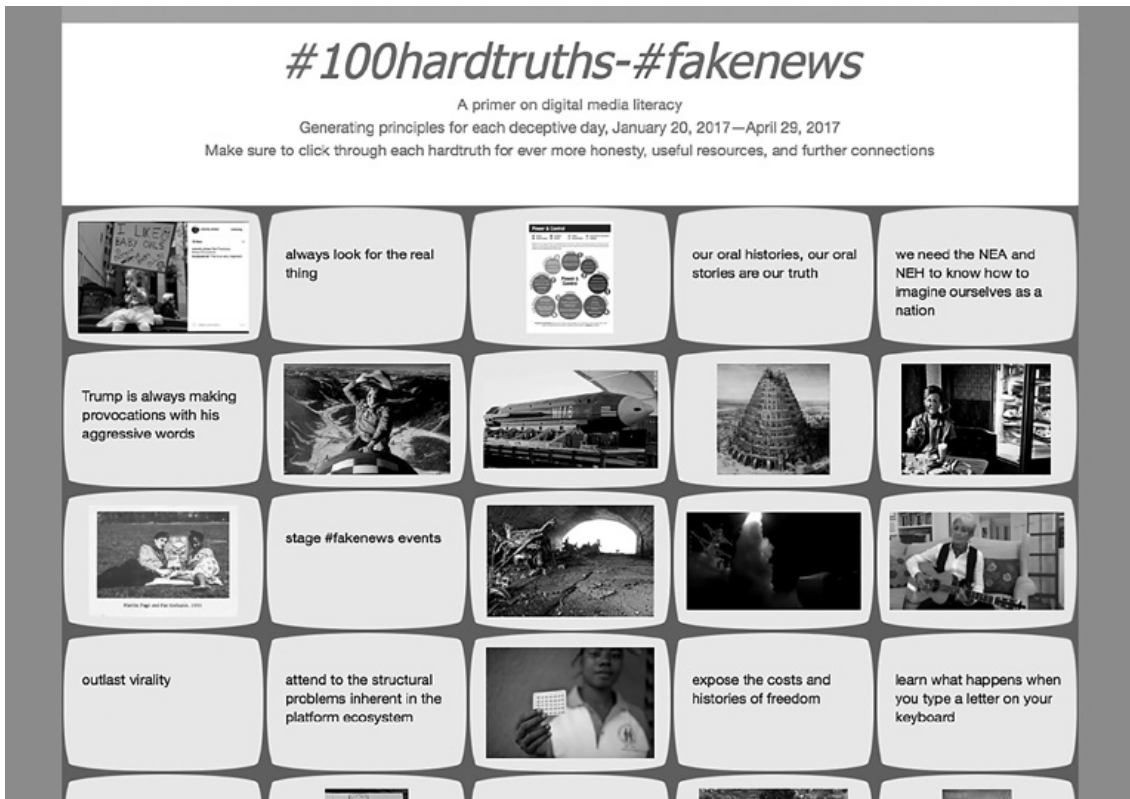 #100hardtruths-#fakenews
A primer on digital media literacy
Generating principles for each deceptive day, January 20, 2017—April 29, 2017
Make sure to click through each hardtruth for ever more honesty, useful resources, and further connections
I LIKE
BABY OWLS
always look for the real
thing
Power & Control
Power &
Control
our oral histories, our oral
stories are our truth
we need the NEA and
NEH to know how to
imagine ourselves as a
nation
Trump is always making
provocations with his
aggressive words
stage #fakenews events
outlast virality
attend to the structural
problems inherent in the
platform ecosystem
expose the costs and
histories of freedom
learn what happens when
you type a letter on your
keyboard